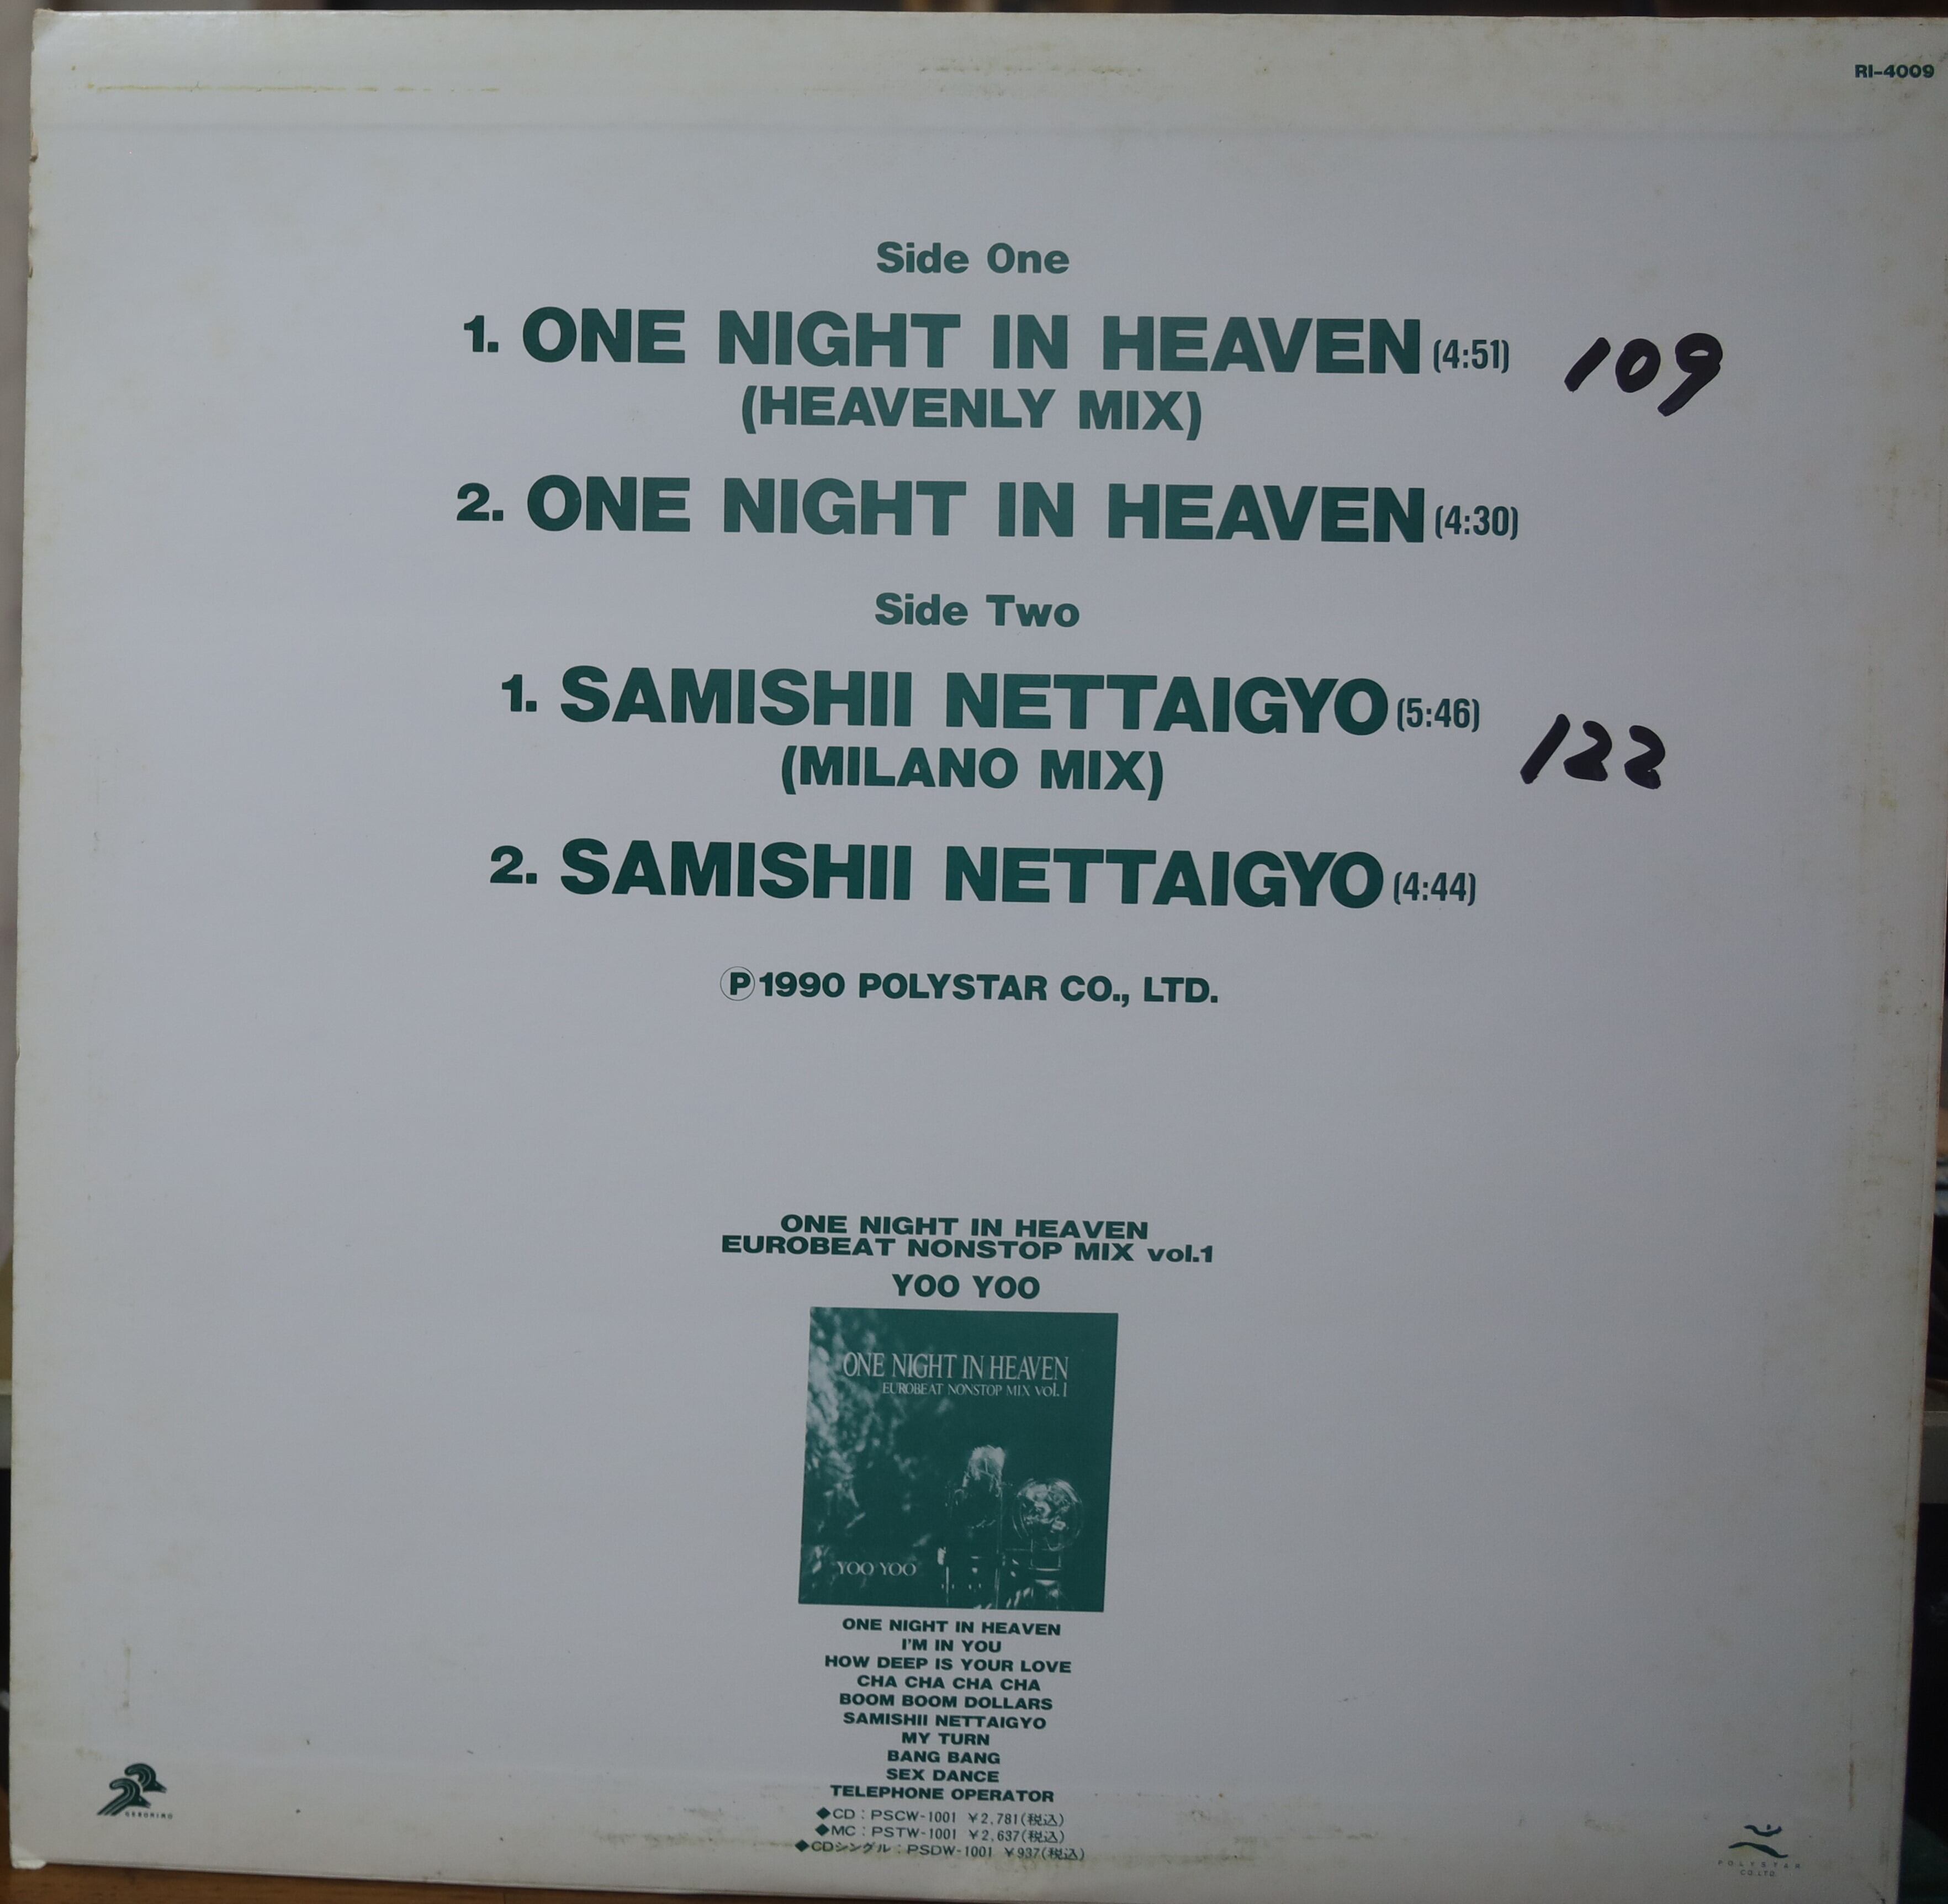 RI-4009
Side One
1. ONE NIGHT IN HEAVEN (4:51) 109
(HEAVENLY MIX)
2. ONE NIGHT IN HEAVEN (4:30)
Side Two
1. SAMISHII NETTAIGYO (5:46) 122
(MILANO MIX)
2. SAMISHII NETTAIGYO (4:44)
Ⓟ1990 POLYSTAR CO., LTD.
ONE NIGHT IN HEAVEN
EUROBEAT NONSTOP MIX vol.1
YOO YOO
ONE NIGHT IN HEAVEN
EUROBEAT NONSTOP MIX vol.1
YOO YOO
ONE NIGHT IN HEAVEN
I'M IN YOU
HOW DEEP IS YOUR LOVE
CHA CHA CHA CHA
BOOM BOOM DOLLARS
SAMISHII NETTAIGYO
MY TURN
BANG BANG
SEX DANCE
TELEPHONE OPERATOR
◆CD：PSCW-1001 ￥2,781(税込)
◆MC：PSTW-1001 ￥2,637(税込)
◆CDシングル：PSDW-1001 ￥937(税込)
GERONIMO
POLYSTAR
CO.LTD.